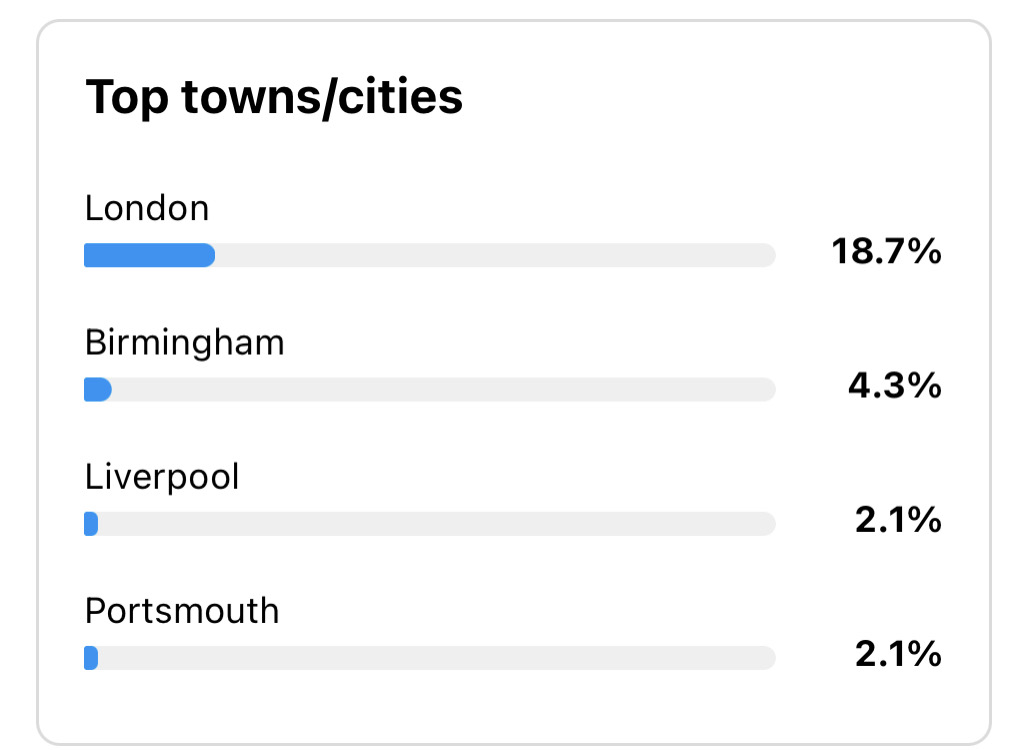 Top towns/cities
London
18.7%
Birmingham
4.3%
Liverpool
2.1%
Portsmouth
2.1%